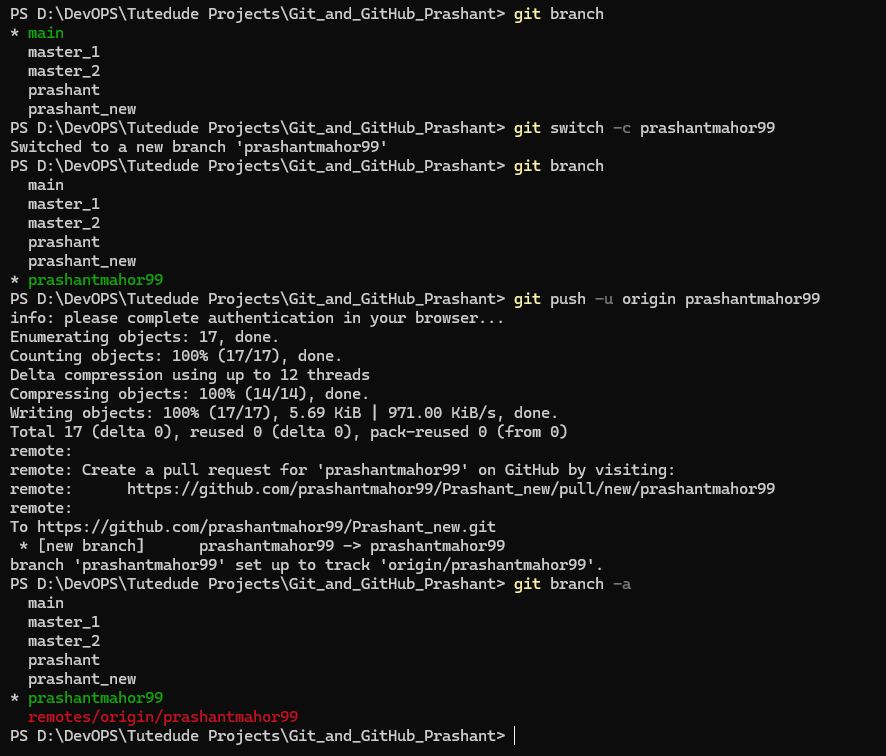 PS D:\DevOPS\Tutedude Projects\Git_and_GitHub_Prashant> git branch
* main
  master_1
  master_2
  prashant
  prashant_new
PS D:\DevOPS\Tutedude Projects\Git_and_GitHub_Prashant> git switch -c prashantmahor99
Switched to a new branch 'prashantmahor99'
PS D:\DevOPS\Tutedude Projects\Git_and_GitHub_Prashant> git branch
  main
  master_1
  master_2
  prashant
  prashant_new
* prashantmahor99
PS D:\DevOPS\Tutedude Projects\Git_and_GitHub_Prashant> git push -u origin prashantmahor99
info: please complete authentication in your browser...
Enumerating objects: 17, done.
Counting objects: 100% (17/17), done.
Delta compression using up to 12 threads
Compressing objects: 100% (14/14), done.
Writing objects: 100% (17/17), 5.69 KiB | 971.00 KiB/s, done.
Total 17 (delta 0), reused 0 (delta 0), pack-reused 0 (from 0)
remote:
remote: Create a pull request for 'prashantmahor99' on GitHub by visiting:
remote:      https://github.com/prashantmahor99/Prashant_new/pull/new/prashantmahor99
remote:
To https://github.com/prashantmahor99/Prashant_new.git
 * [new branch]      prashantmahor99 -> prashantmahor99
branch 'prashantmahor99' set up to track 'origin/prashantmahor99'.
PS D:\DevOPS\Tutedude Projects\Git_and_GitHub_Prashant> git branch -a
  main
  master_1
  master_2
  prashant
  prashant_new
* prashantmahor99
  remotes/origin/prashantmahor99
PS D:\DevOPS\Tutedude Projects\Git_and_GitHub_Prashant>